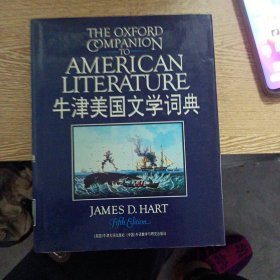 THE OXFORD
COMPANION
TO
AMERICAN
LITERATURE
牛津美国文学词典
JAMES D. HART
Fifth Edition